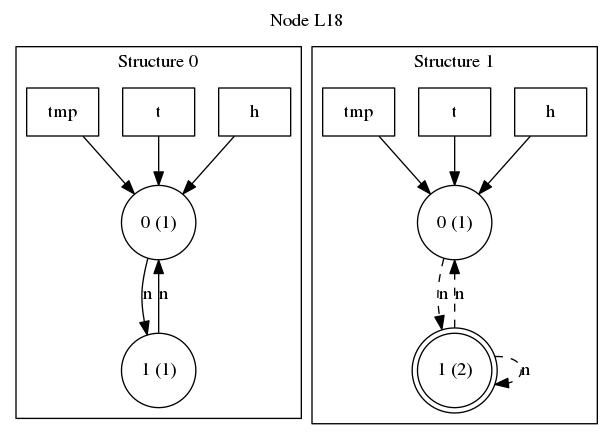 Node L18
Structure 0
tmp
t
h
0 (1)
n
n
1 (1)
Structure 1
tmp
t
h
0 (1)
n
n
1 (2)
n